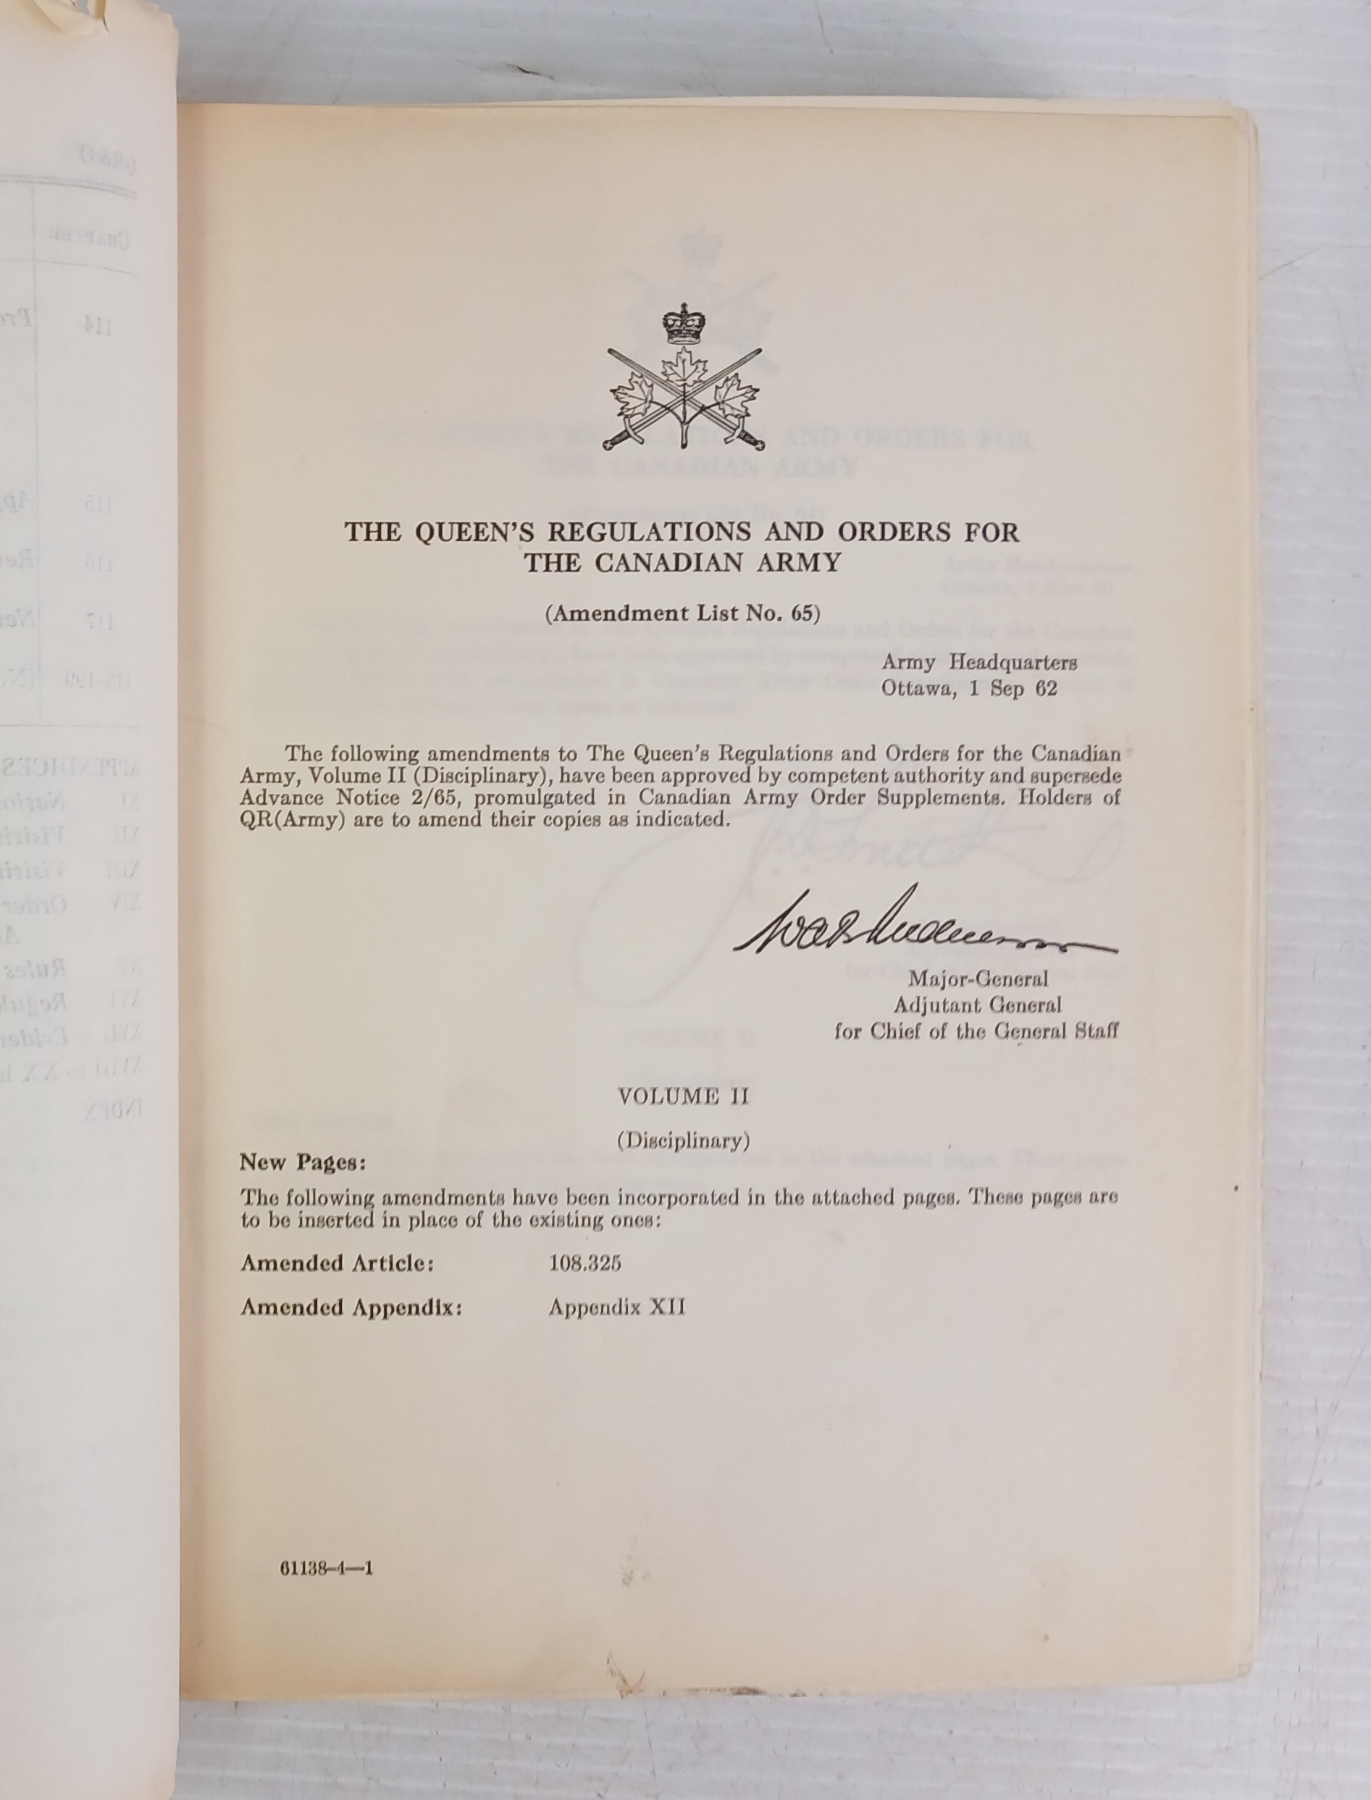 THE QUEEN'S REGULATIONS AND ORDERS FOR
THE CANADIAN ARMY
(Amendment List No. 65)
Army Headquarters
Ottawa, 1 Sep 62
The following amendments to The Queen's Regulations and Orders for the Canadian
Army, Volume II (Disciplinary), have been approved by competent authority and supersede
Advance Notice 2/65, promulgated in Canadian Army Order Supplements. Holders of
QR(Army) are to amend their copies as indicated.
Major-General
Adjutant General
for Chief of the General Staff
VOLUME II
(Disciplinary)
New Pages:
The following amendments have been incorporated in the attached pages. These pages are
to be inserted in place of the existing ones:
Amended Article: 108.325
Amended Appendix: Appendix XII
61138-4—1